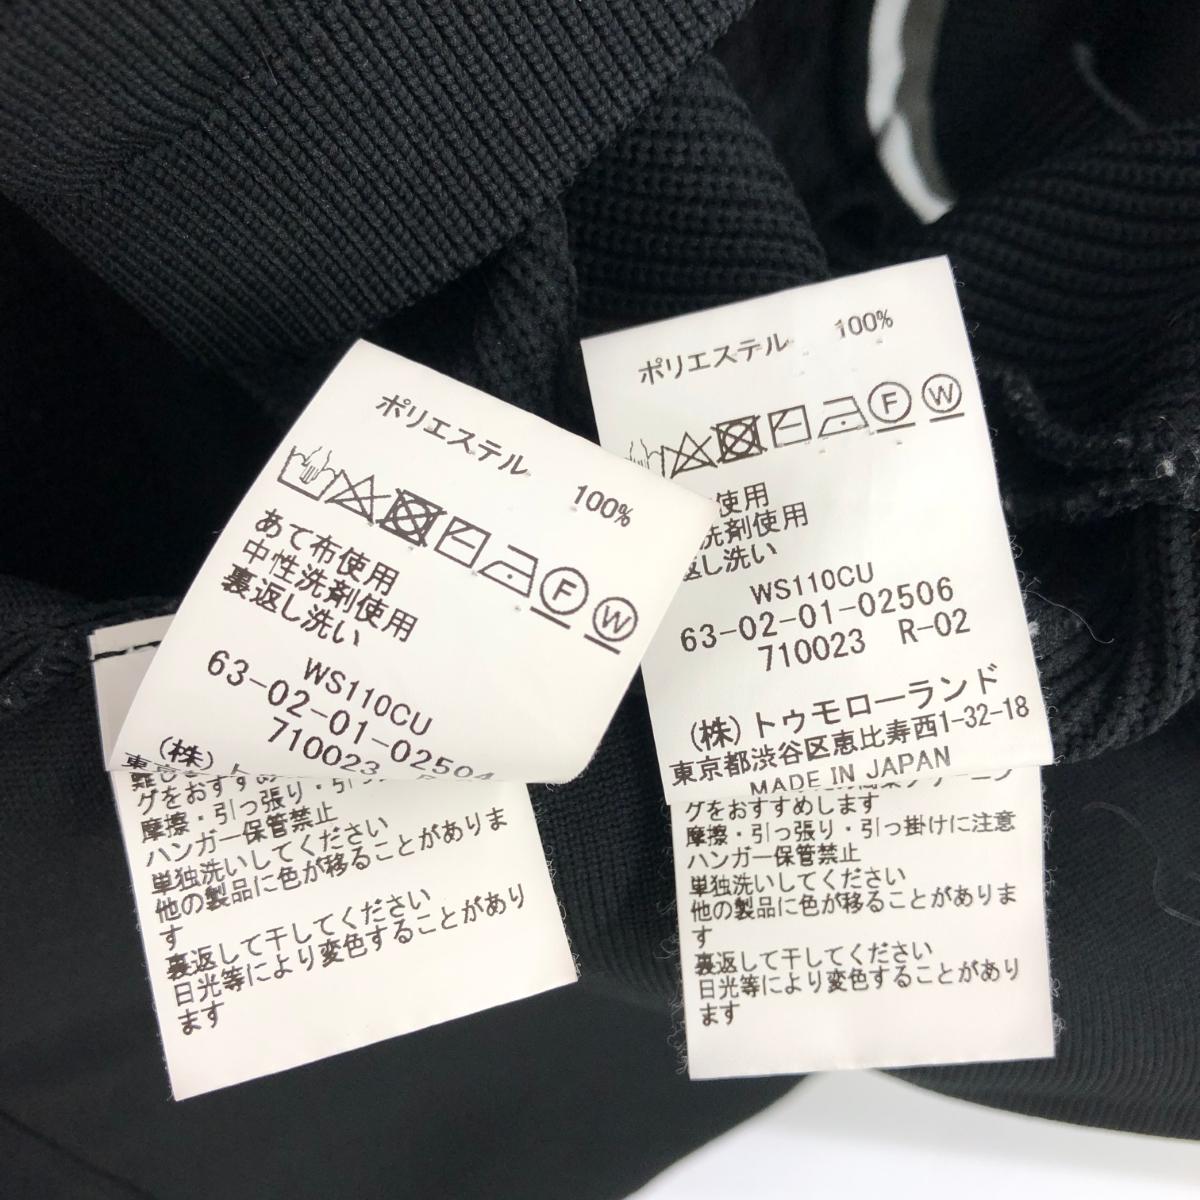 ポリエステル 100%
あて布使用
中性洗剤使用
裏返し洗い
WS110CU
63-02-01-02504
710023
(株)
グをおすすめ
摩擦・引っ張り・引っ
ハンガー保管禁止
単独洗いしてください
他の製品に色が移ることがありま
す
裏返して干してください
日光等により変色することがあり
ます
ポリエステル 100%
F W
使用
洗剤使用
返し洗い
WS110CU
63-02-01-02506
710023 R-02
(株)トゥモローランド
東京都渋谷区恵比寿西1-32-18
MADE IN JAPAN
グをおすすめします
摩擦・引っ張り・引っ掛けに注意
ハンガー保管禁止
単独洗いしてください
他の製品に色が移ることがありま
す
裏返して干してください
日光等により変色することがあり
ます